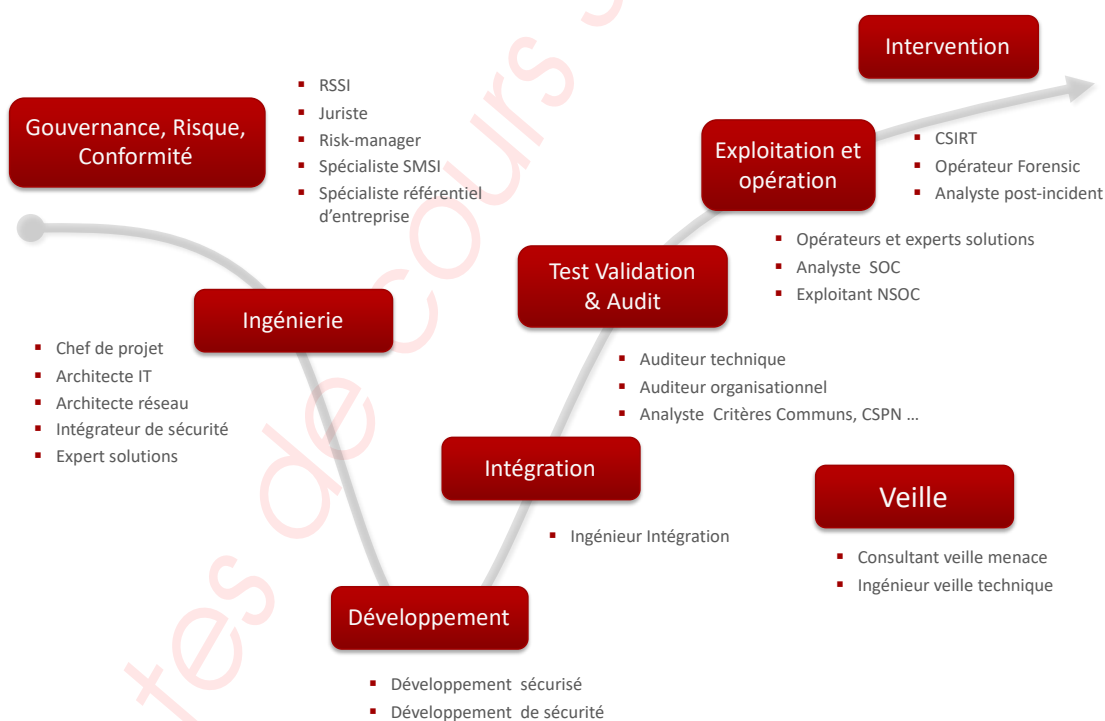 Intervention
Gouvernance, Risque,
Conformité
▪ RSSI
▪ Juriste
▪ Risk-manager
▪ Spécialiste SMSI
▪ Spécialiste référentiel
d'entreprise
Exploitation et
opération
▪ CSIRT
▪ Opérateur Forensic
▪ Analyste post-incident
▪ Opérateurs et experts solutions
▪ Analyste SOC
▪ Exploitant NSOC
Test Validation
& Audit
▪ Auditeur technique
▪ Auditeur organisationnel
▪ Analyste Critères Communs, CSPN ...
Ingénierie
▪ Chef de projet
▪ Architecte IT
▪ Architecte réseau
▪ Intégrateur de sécurité
▪ Expert solutions
Intégration
▪ Ingénieur Intégration
Veille
▪ Consultant veille menace
▪ Ingénieur veille technique
Développement
▪ Développement sécurisé
▪ Développement de sécurité
tes de cours